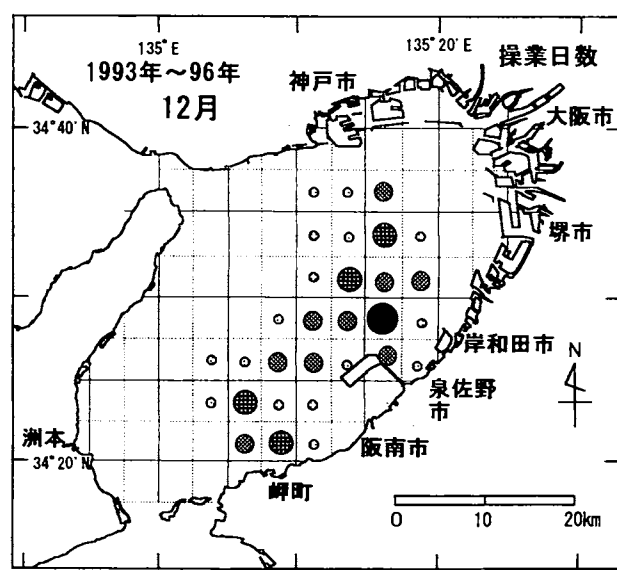 135°E
135°20'E
1993年～96年
12月
操業日数
神戸市
34°40'N
大阪市
堺市
岸和田市
N
泉佐野
市
洲本
阪南市
34°20'N
岬町
0 10 20km